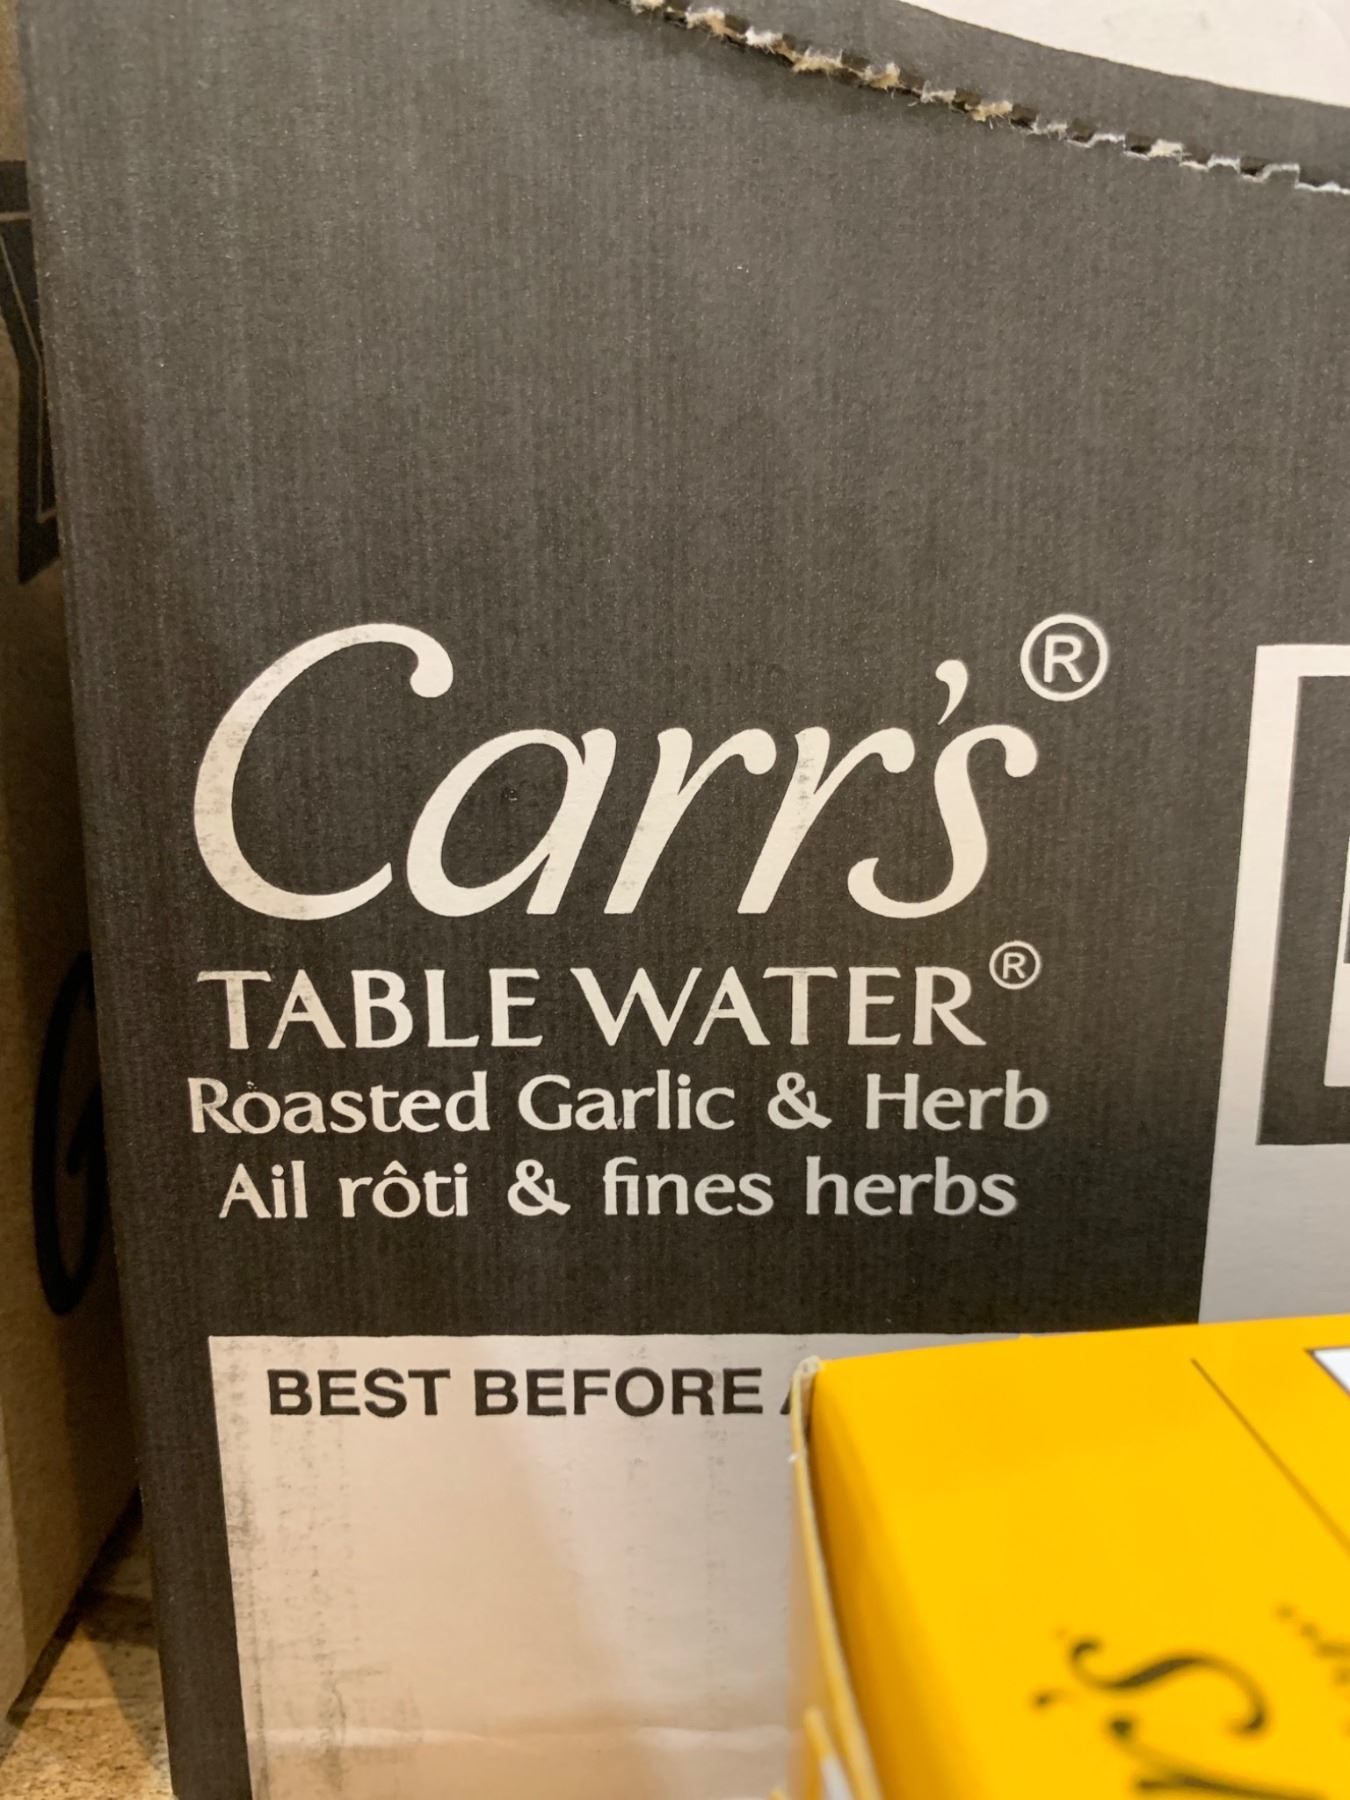 Carr's®
TABLE WATER®
Roasted Garlic & Herb
Ail rôti & fines herbs
BEST BEFORE